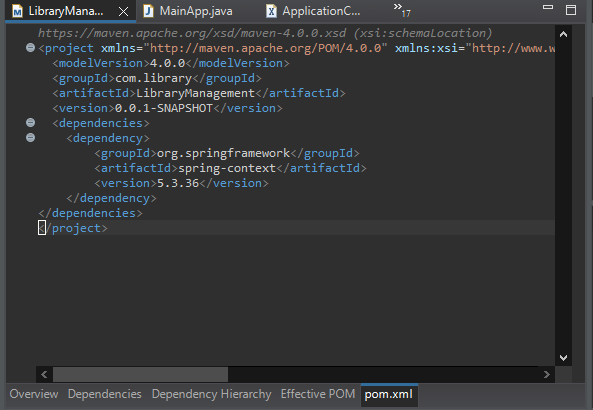 LibraryMana...
MainApp.java
ApplicationC...
17
https://maven.apache.org/xsd/maven-4.0.0.xsd (xsi:schemaLocation)
<project xmlns="http://maven.apache.org/POM/4.0.0" xmlns:xsi="http://www.w
<modelVersion>4.0.0</modelVersion>
<groupId>com.library</groupId>
<artifactId>LibraryManagement</artifactId>
<version>0.0.1-SNAPSHOT</version>
<dependencies>
<dependency>
<groupId>org.springframework</groupId>
<artifactId>spring-context</artifactId>
<version>5.3.36</version>
</dependency>
</dependencies>
</project>
Overview Dependencies Dependency Hierarchy Effective POM pom.xml